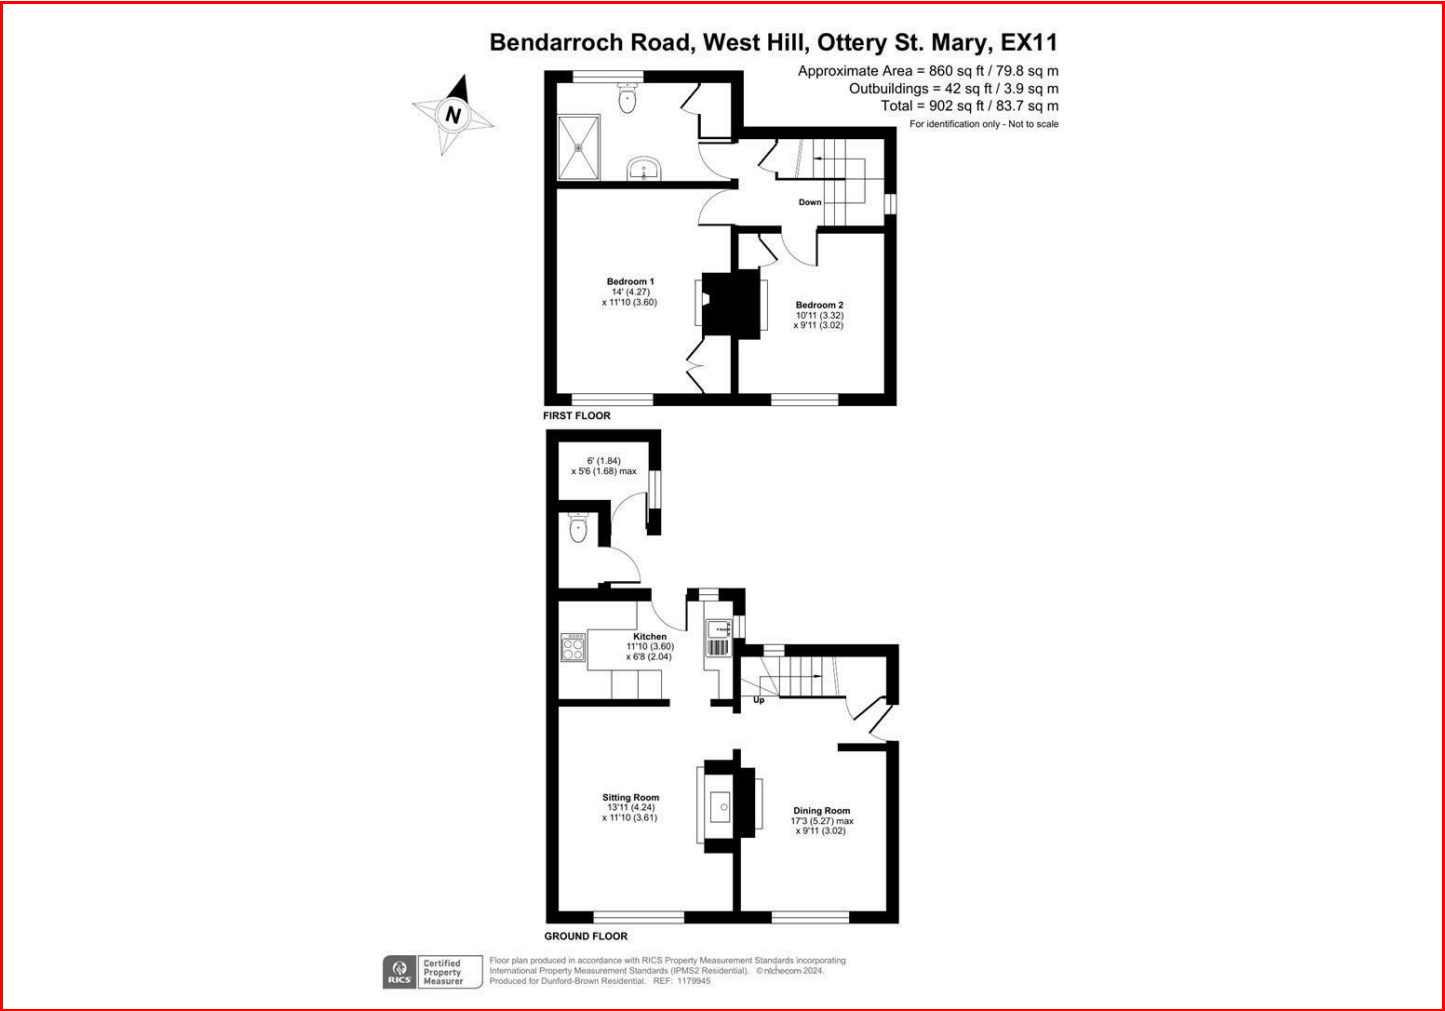 Bendarroch Road, West Hill, Ottery St. Mary, EX11
Approximate Area = 860 sq ft / 79.8 sq m
Outbuildings = 42 sq ft / 3.9 sq m
Total = 902 sq ft / 83.7 sq m
For identification only - Not to scale
N
Down
Bedroom 1
14' (4.27)
x 11'10 (3.60)
Bedroom 2
10'11 (3.32)
x 9'11 (3.02)
FIRST FLOOR
6' (1.84)
x 5'6 (1.68) max
Kitchen
11'10 (3.60)
x 6'8 (2.04)
Up
Sitting Room
13'11 (4.24)
x 11'10 (3.61)
Dining Room
17'3 (5.27) max
x 9'11 (3.02)
GROUND FLOOR
RICS
Certified
Property
Measurer
Floor plan produced in accordance with RICS Property Measurement Standards incorporating
International Property Measurement Standards (IPMS2 Residential). © nichecom 2024.
Produced for Dunford-Brown Residential. REF: 1179945